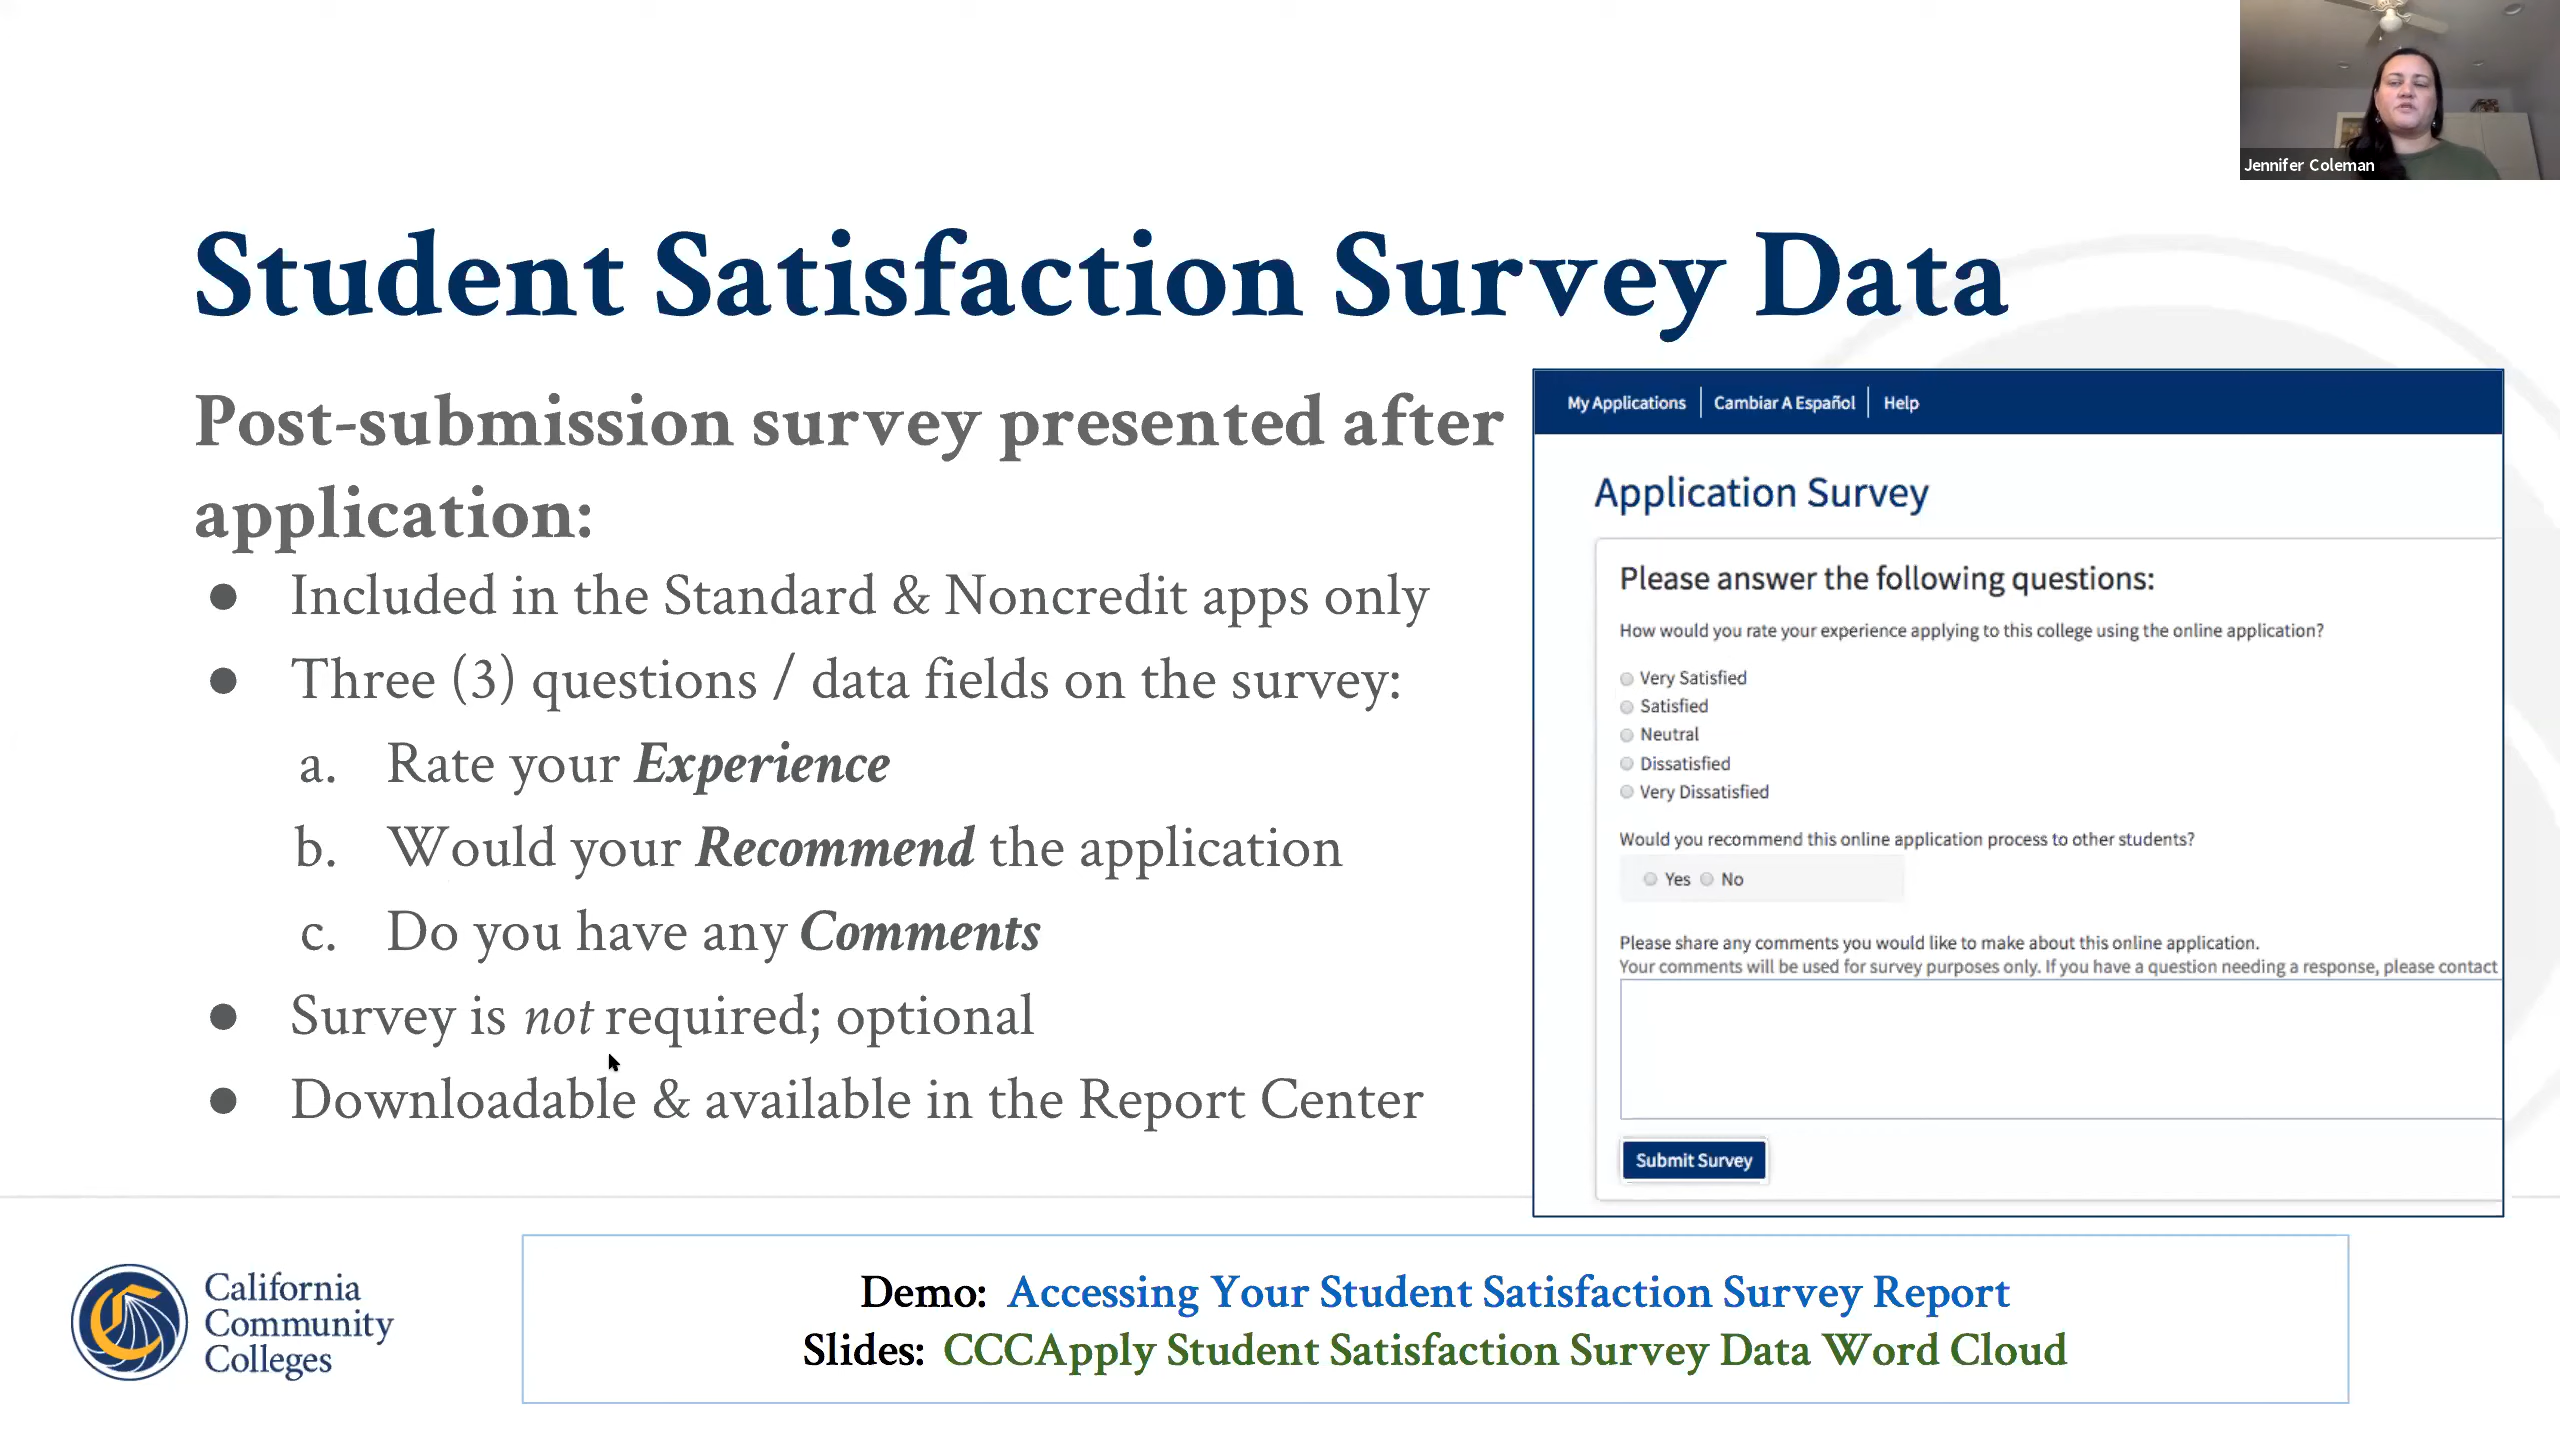 Jennifer Coleman
Student Satisfaction Survey Data
Post-submission survey presented after
application:
● Included in the Standard & Noncredit apps only
● Three (3) questions / data fields on the survey:
a. Rate your Experience
b. Would your Recommend the application
c. Do you have any Comments
● Survey is not required; optional
● Downloadable & available in the Report Center
My Applications | Cambiar A Español | Help
Application Survey
Please answer the following questions:
How would you rate your experience applying to this college using the online application?
Very Satisfied
Satisfied
Neutral
Dissatisfied
Very Dissatisfied
Would you recommend this online application process to other students?
Yes No
Please share any comments you would like to make about this online application.
Your comments will be used for survey purposes only. If you have a question needing a response, please contact
Submit Survey
California
Community
Colleges
Demo: Accessing Your Student Satisfaction Survey Report
Slides: CCCApply Student Satisfaction Survey Data Word Cloud